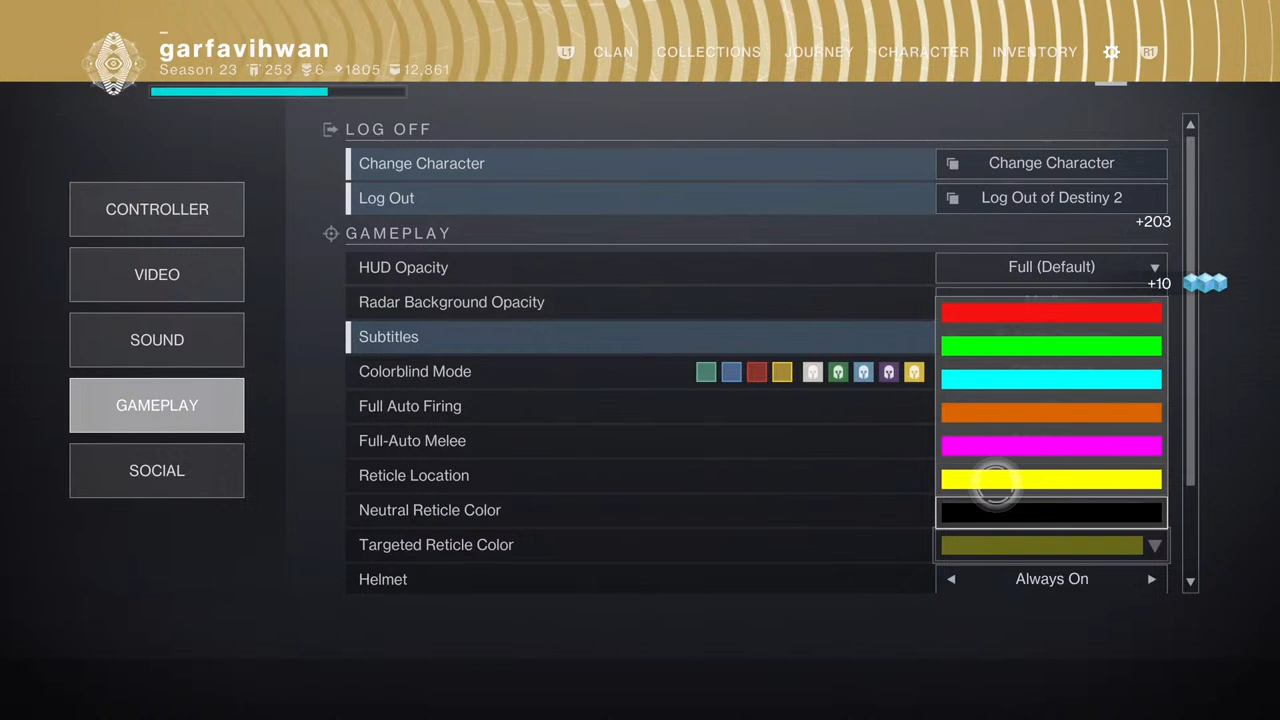 garfavihwan
Season 23 253 6 1805 12,861
L1 CLAN COLLECTIONS JOURNEY CHARACTER INVENTORY R1
LOG OFF
Change Character Change Character
Log Out Log Out of Destiny 2
+203
GAMEPLAY
HUD Opacity Full (Default)
+10
Radar Background Opacity
Subtitles
Colorblind Mode
Full Auto Firing
Full-Auto Melee
Reticle Location
Neutral Reticle Color
Targeted Reticle Color
Helmet Always On
CONTROLLER
VIDEO
SOUND
GAMEPLAY
SOCIAL